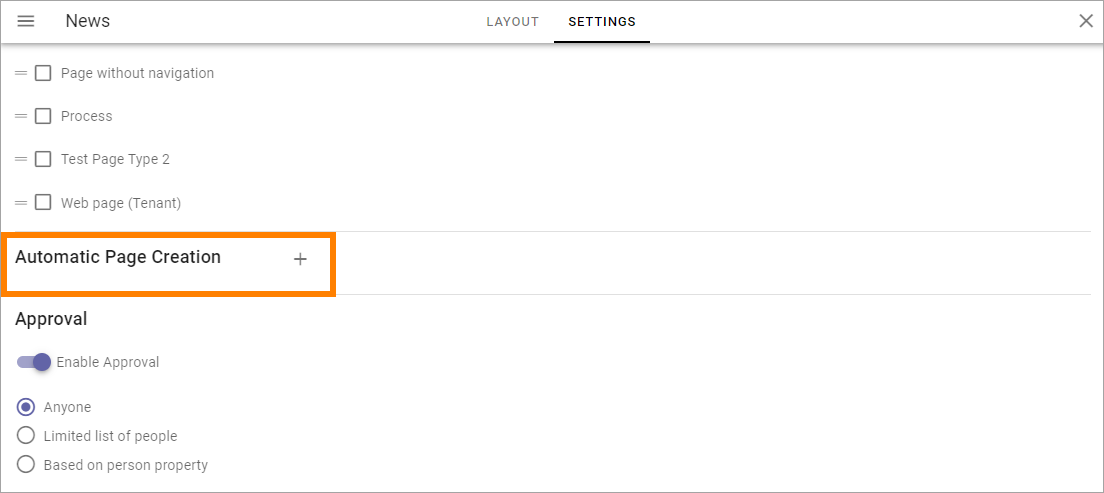 News LAYOUT SETTINGS
Page without navigation
Process
Test Page Type 2
Web page (Tenant)
Automatic Page Creation
Approval
Enable Approval
Anyone
Limited list of people
Based on person property